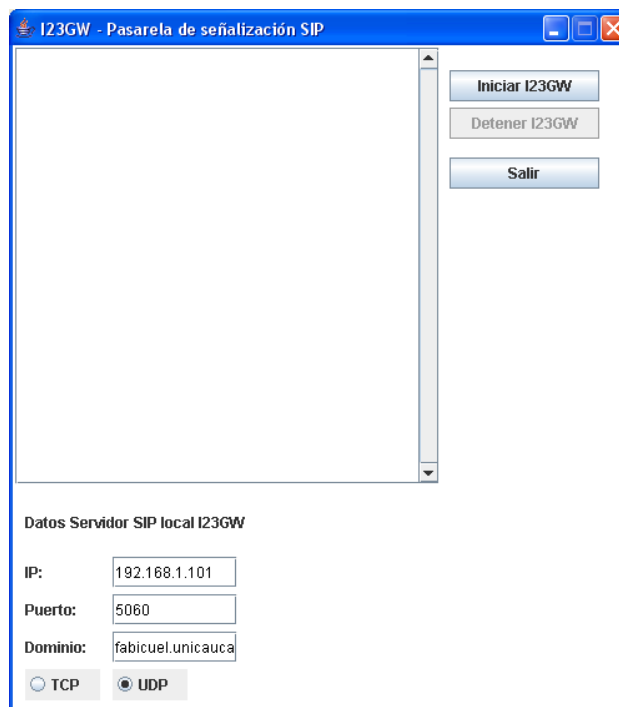 I23GW - Pasarela de señalización SIP
Iniciar I23GW
Detener I23GW
Salir
Datos Servidor SIP local I23GW
IP: 192.168.1.101
Puerto: 5060
Dominio: fabicuel.unicauca
TCP UDP